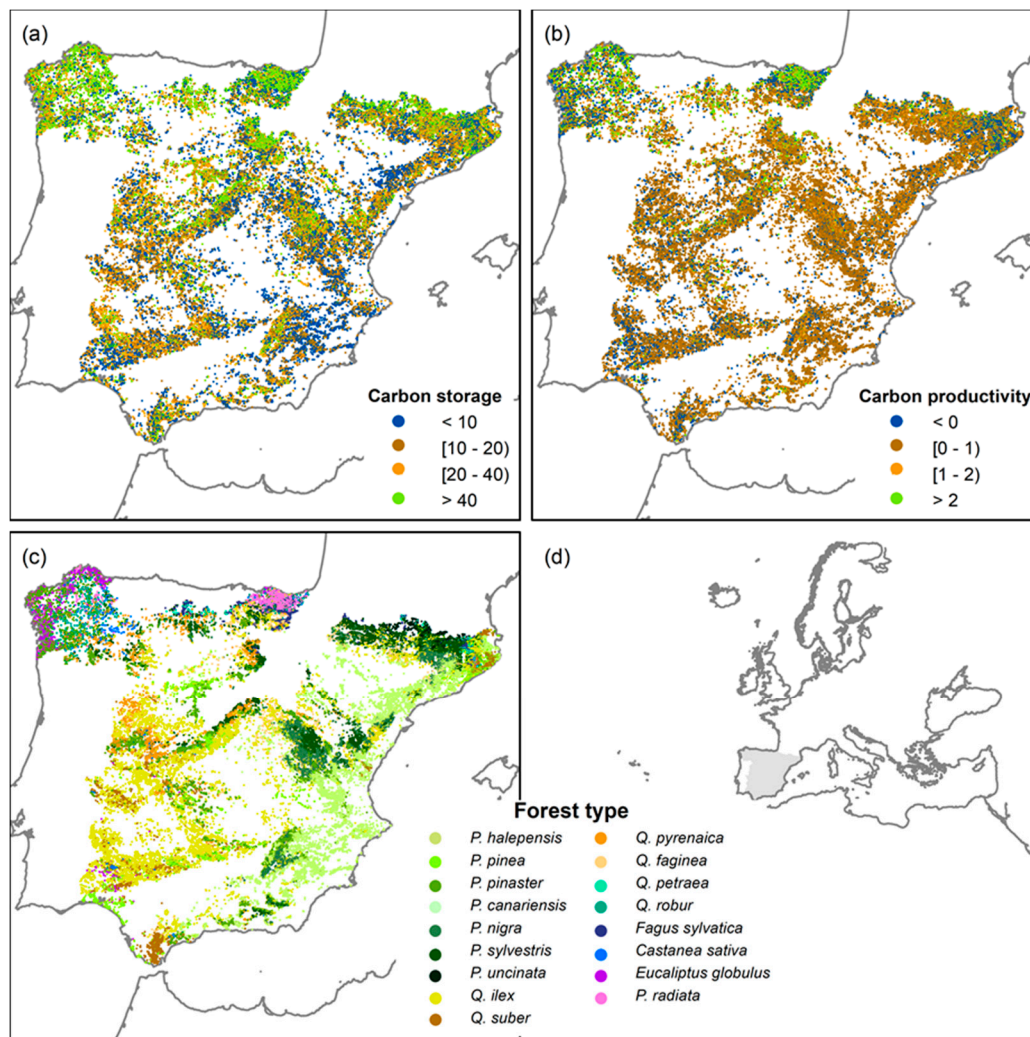 (a)
Carbon storage
< 10
[10 - 20)
[20 - 40)
> 40
(b)
Carbon productivity
< 0
[0 - 1)
[1 - 2)
> 2
(c)
Forest type
P. halepensis
P. pinea
P. pinaster
P. canariensis
P. nigra
P. sylvestris
P. uncinata
Q. ilex
Q. suber
Q. pyrenaica
Q. faginea
Q. petraea
Q. robur
Fagus sylvatica
Castanea sativa
Eucaliptus globulus
P. radiata
(d)